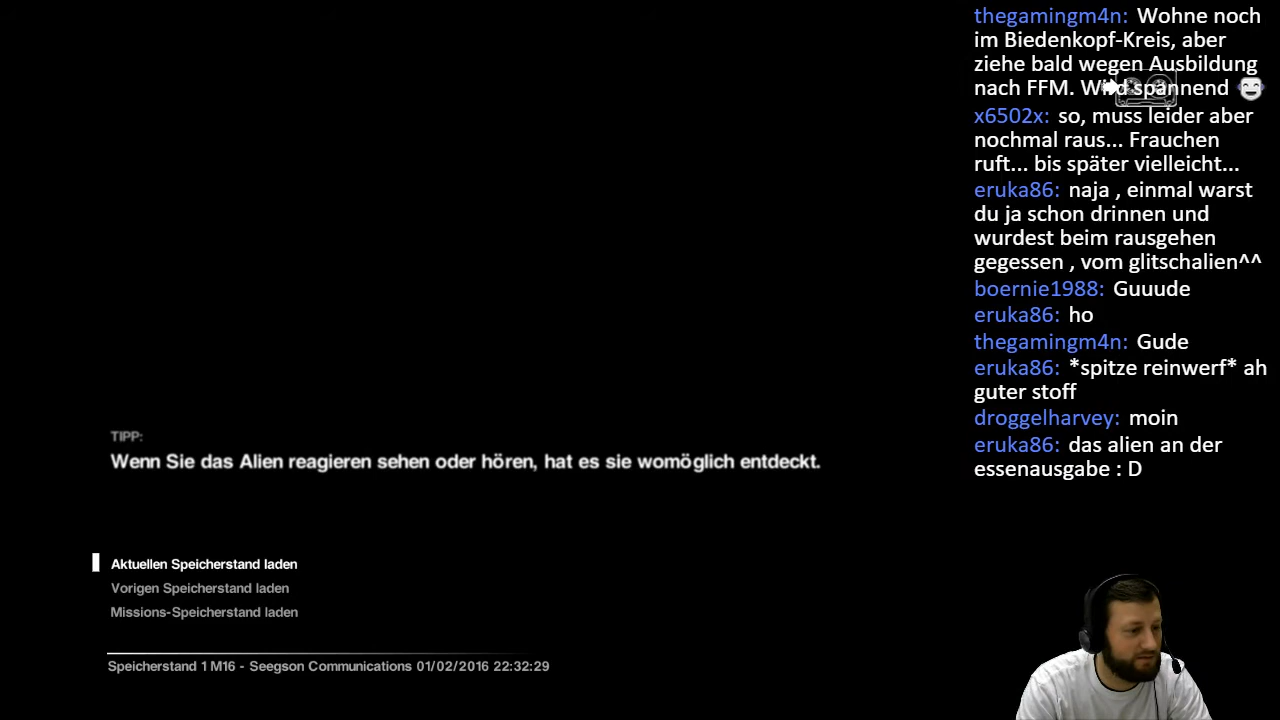 thegamingm4n: Wohne noch
im Biedenkopf-Kreis, aber
ziehe bald wegen Ausbildung
nach FFM. Wird spannend
x6502x: so, muss leider aber
nochmal raus... Frauchen
ruft... bis später vielleicht...
eruka86: naja , einmal warst
du ja schon drinnen und
wurdest beim rausgehen
gegessen , vom glitschalien^^
boernie1988: Guuude
eruka86: ho
thegamingm4n: Gude
eruka86: *spitze reinwerf* ah
guter stoff
droggelharvey: moin
eruka86: das alien an der
essenausgabe : D
TIPP:
Wenn Sie das Alien reagieren sehen oder hören, hat es sie womöglich entdeckt.
Aktuellen Speicherstand laden
Vorigen Speicherstand laden
Missions-Speicherstand laden
Speicherstand 1 M16 - Seegson Communications 01/02/2016 22:32:29